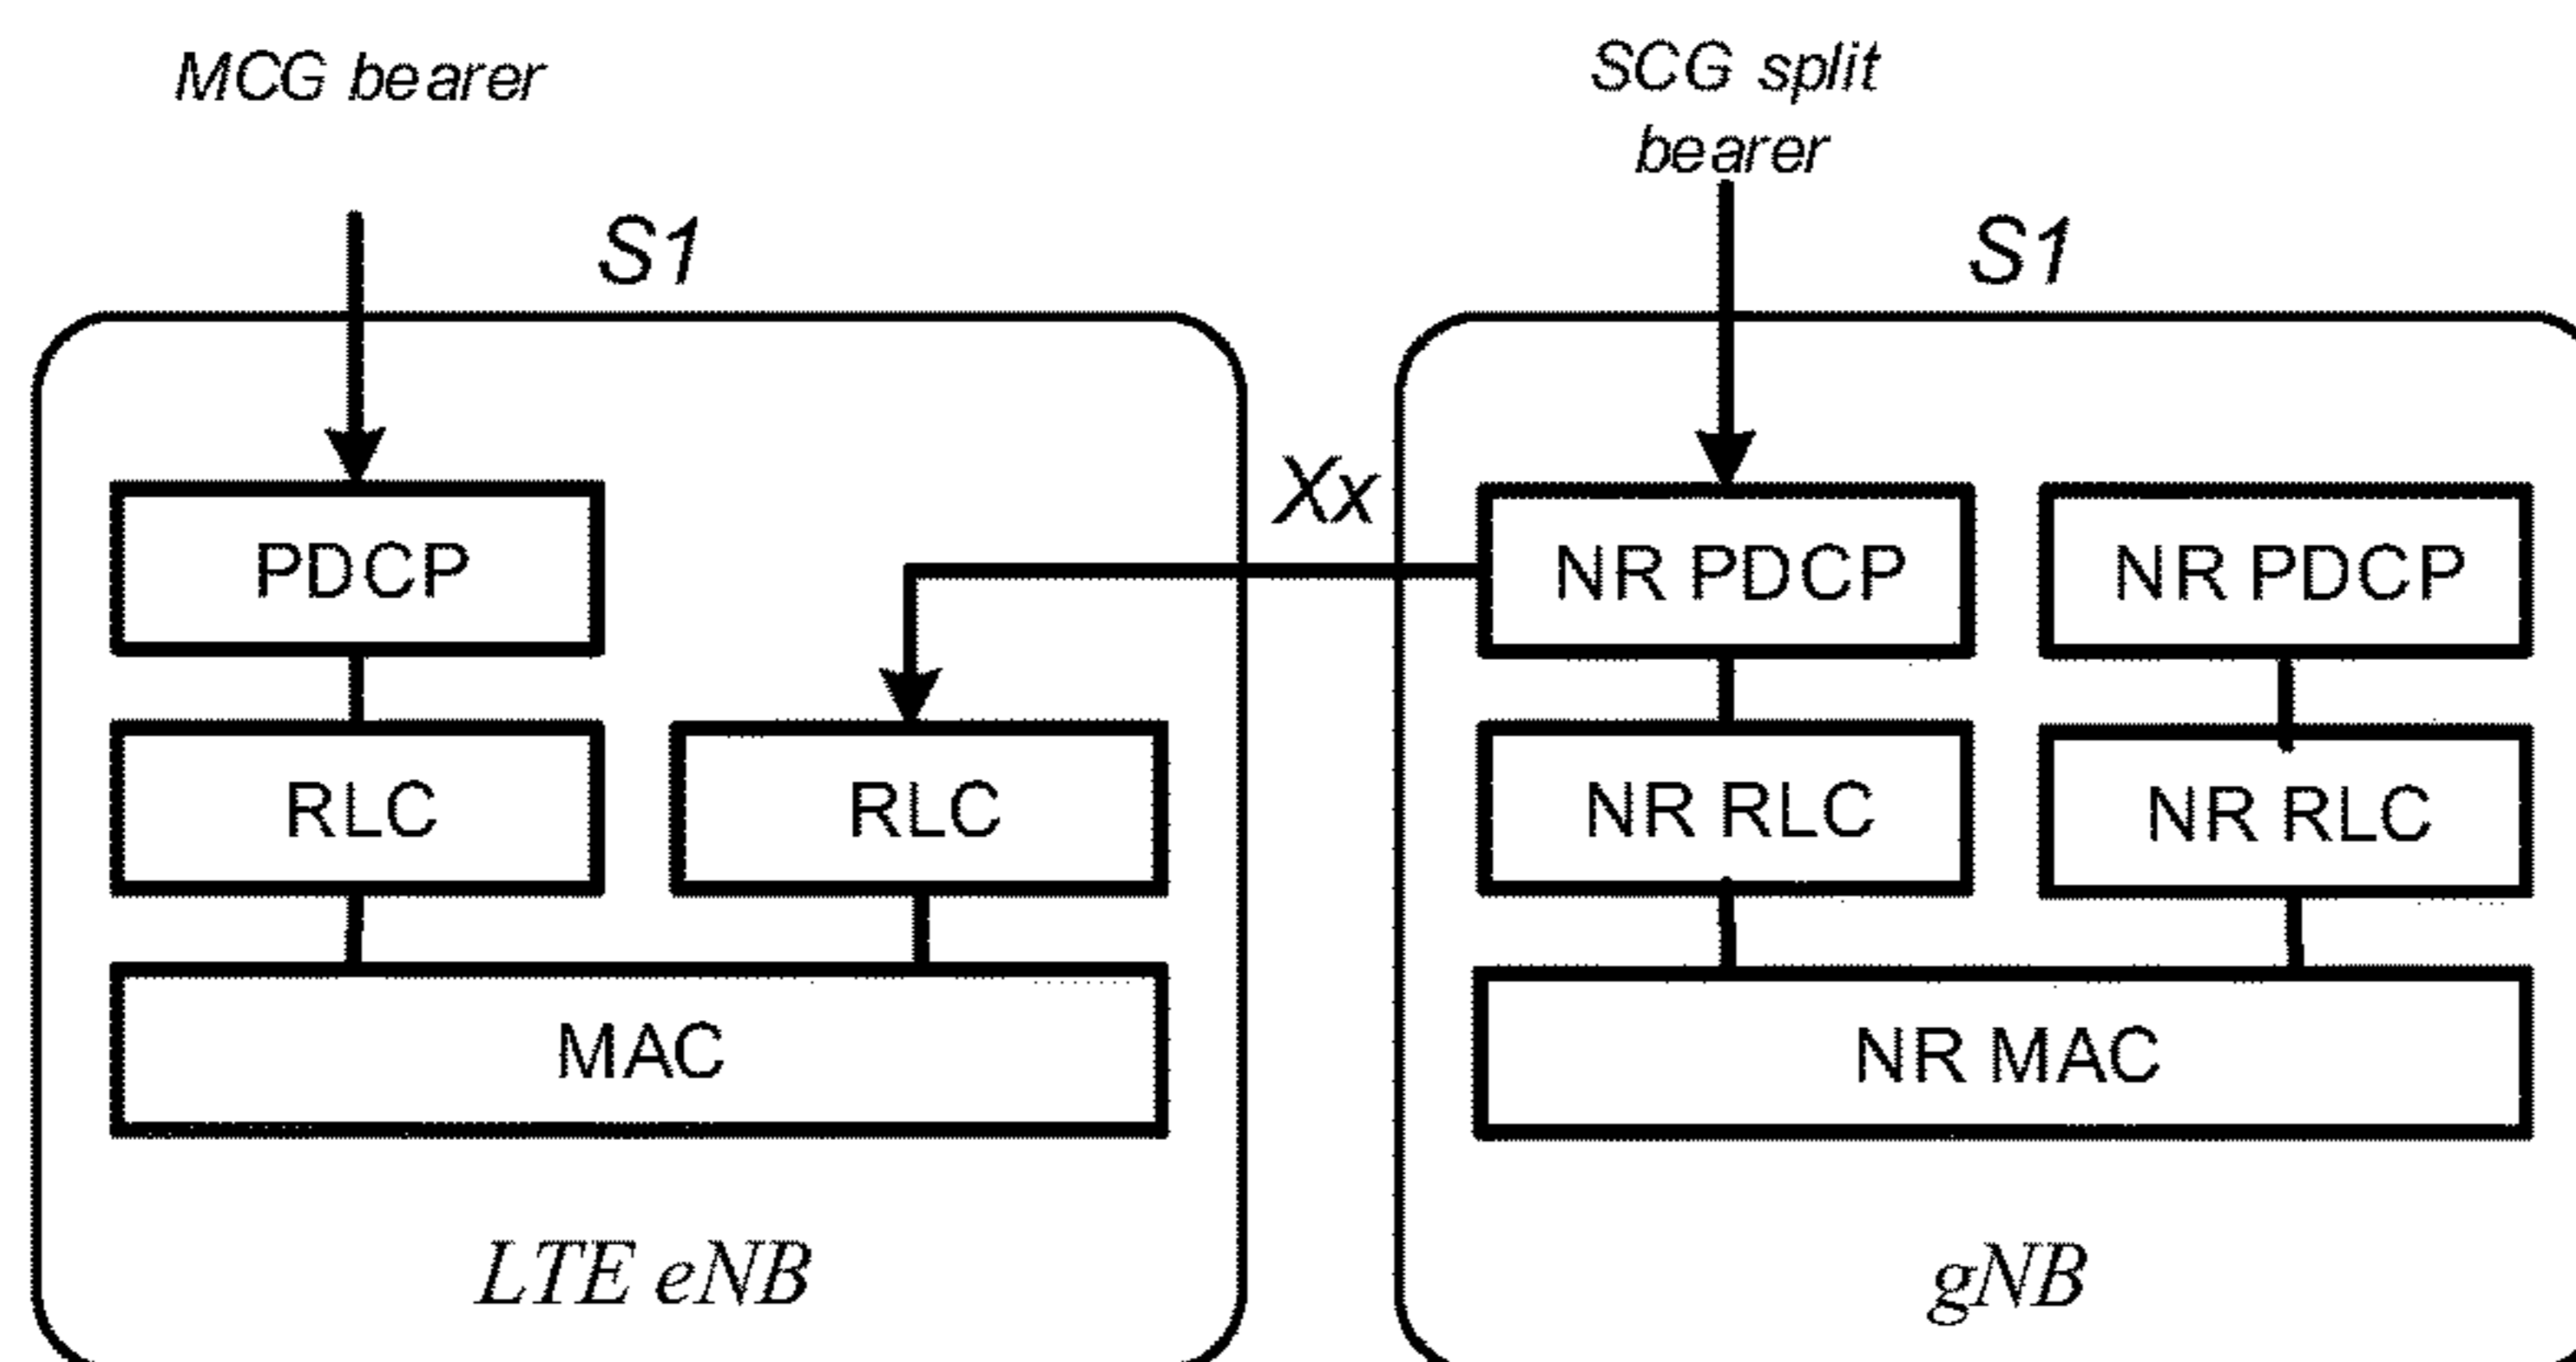 MCG bearer
SCG split
bearer
S1
S1
Xx
PDCP
NR PDCP
NR PDCP
RLC
RLC
NR RLC
NR RLC
MAC
NR MAC
LTE eNB
gNB